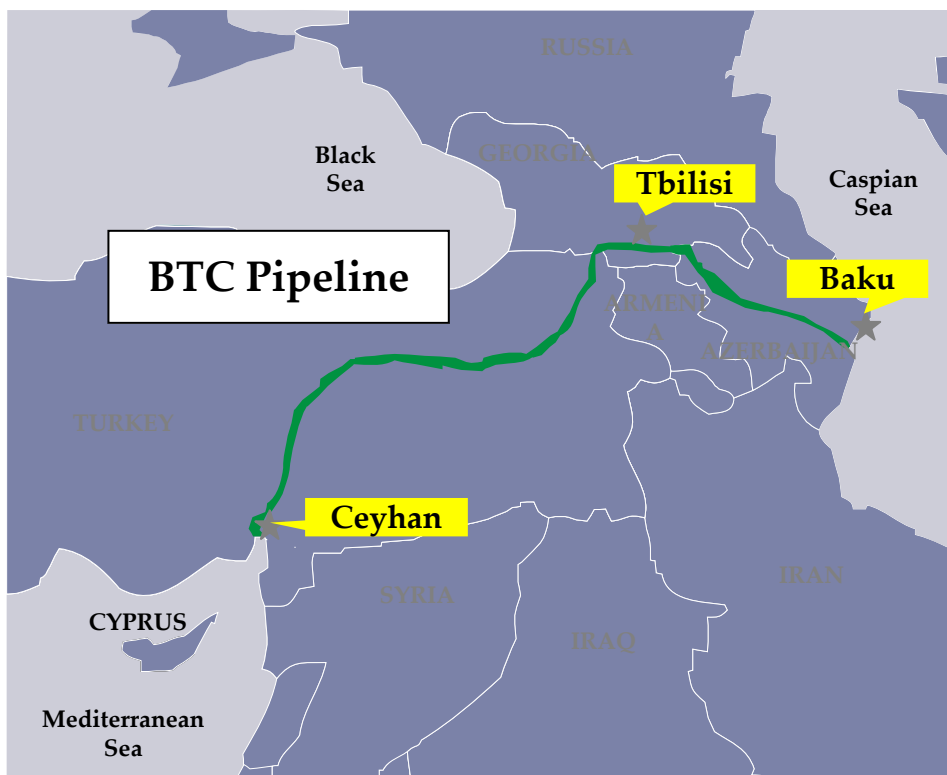 RUSSIA
Black
Sea
GEORGIA
Tbilisi
Caspian
Sea
BTC Pipeline
Baku
ARMENI
A
AZERBAIJAN
TURKEY
Ceyhan
SYRIA
IRAN
CYPRUS
IRAQ
Mediterranean
Sea